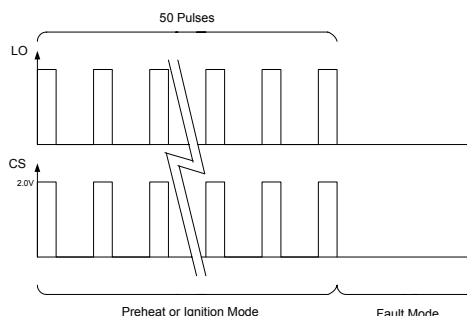 50 Pulses
LO
CS
2.0V
Preheat or Ignition Mode
Fault Mode